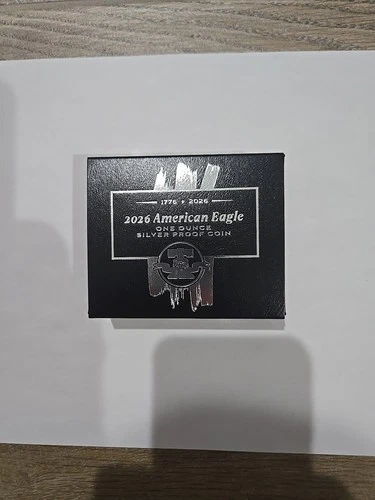 1776 ★ 2026
2026 American Eagle
ONE OUNCE
SILVER PROOF COIN